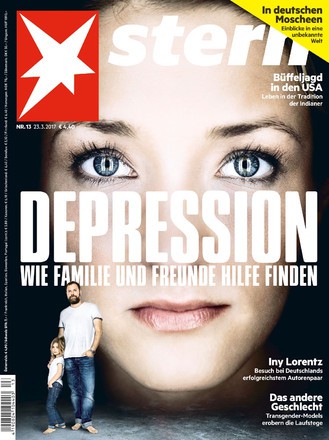 In deutschen
Moscheen
Einblicke in eine
unbekannte
Welt
stern
Büffeljagd
in den USA
Leben in der Tradition
der Indianer
NR. 13 23.3.2017 € 4,40
DEPRESSION
WIE FAMILIE UND FREUNDE HILFE FINDEN
Iny Lorentz
Besuch bei Deutschlands
erfolgreichstem Autorenpaar
Das andere
Geschlecht
Transgender-Models
erobern die Laufstege